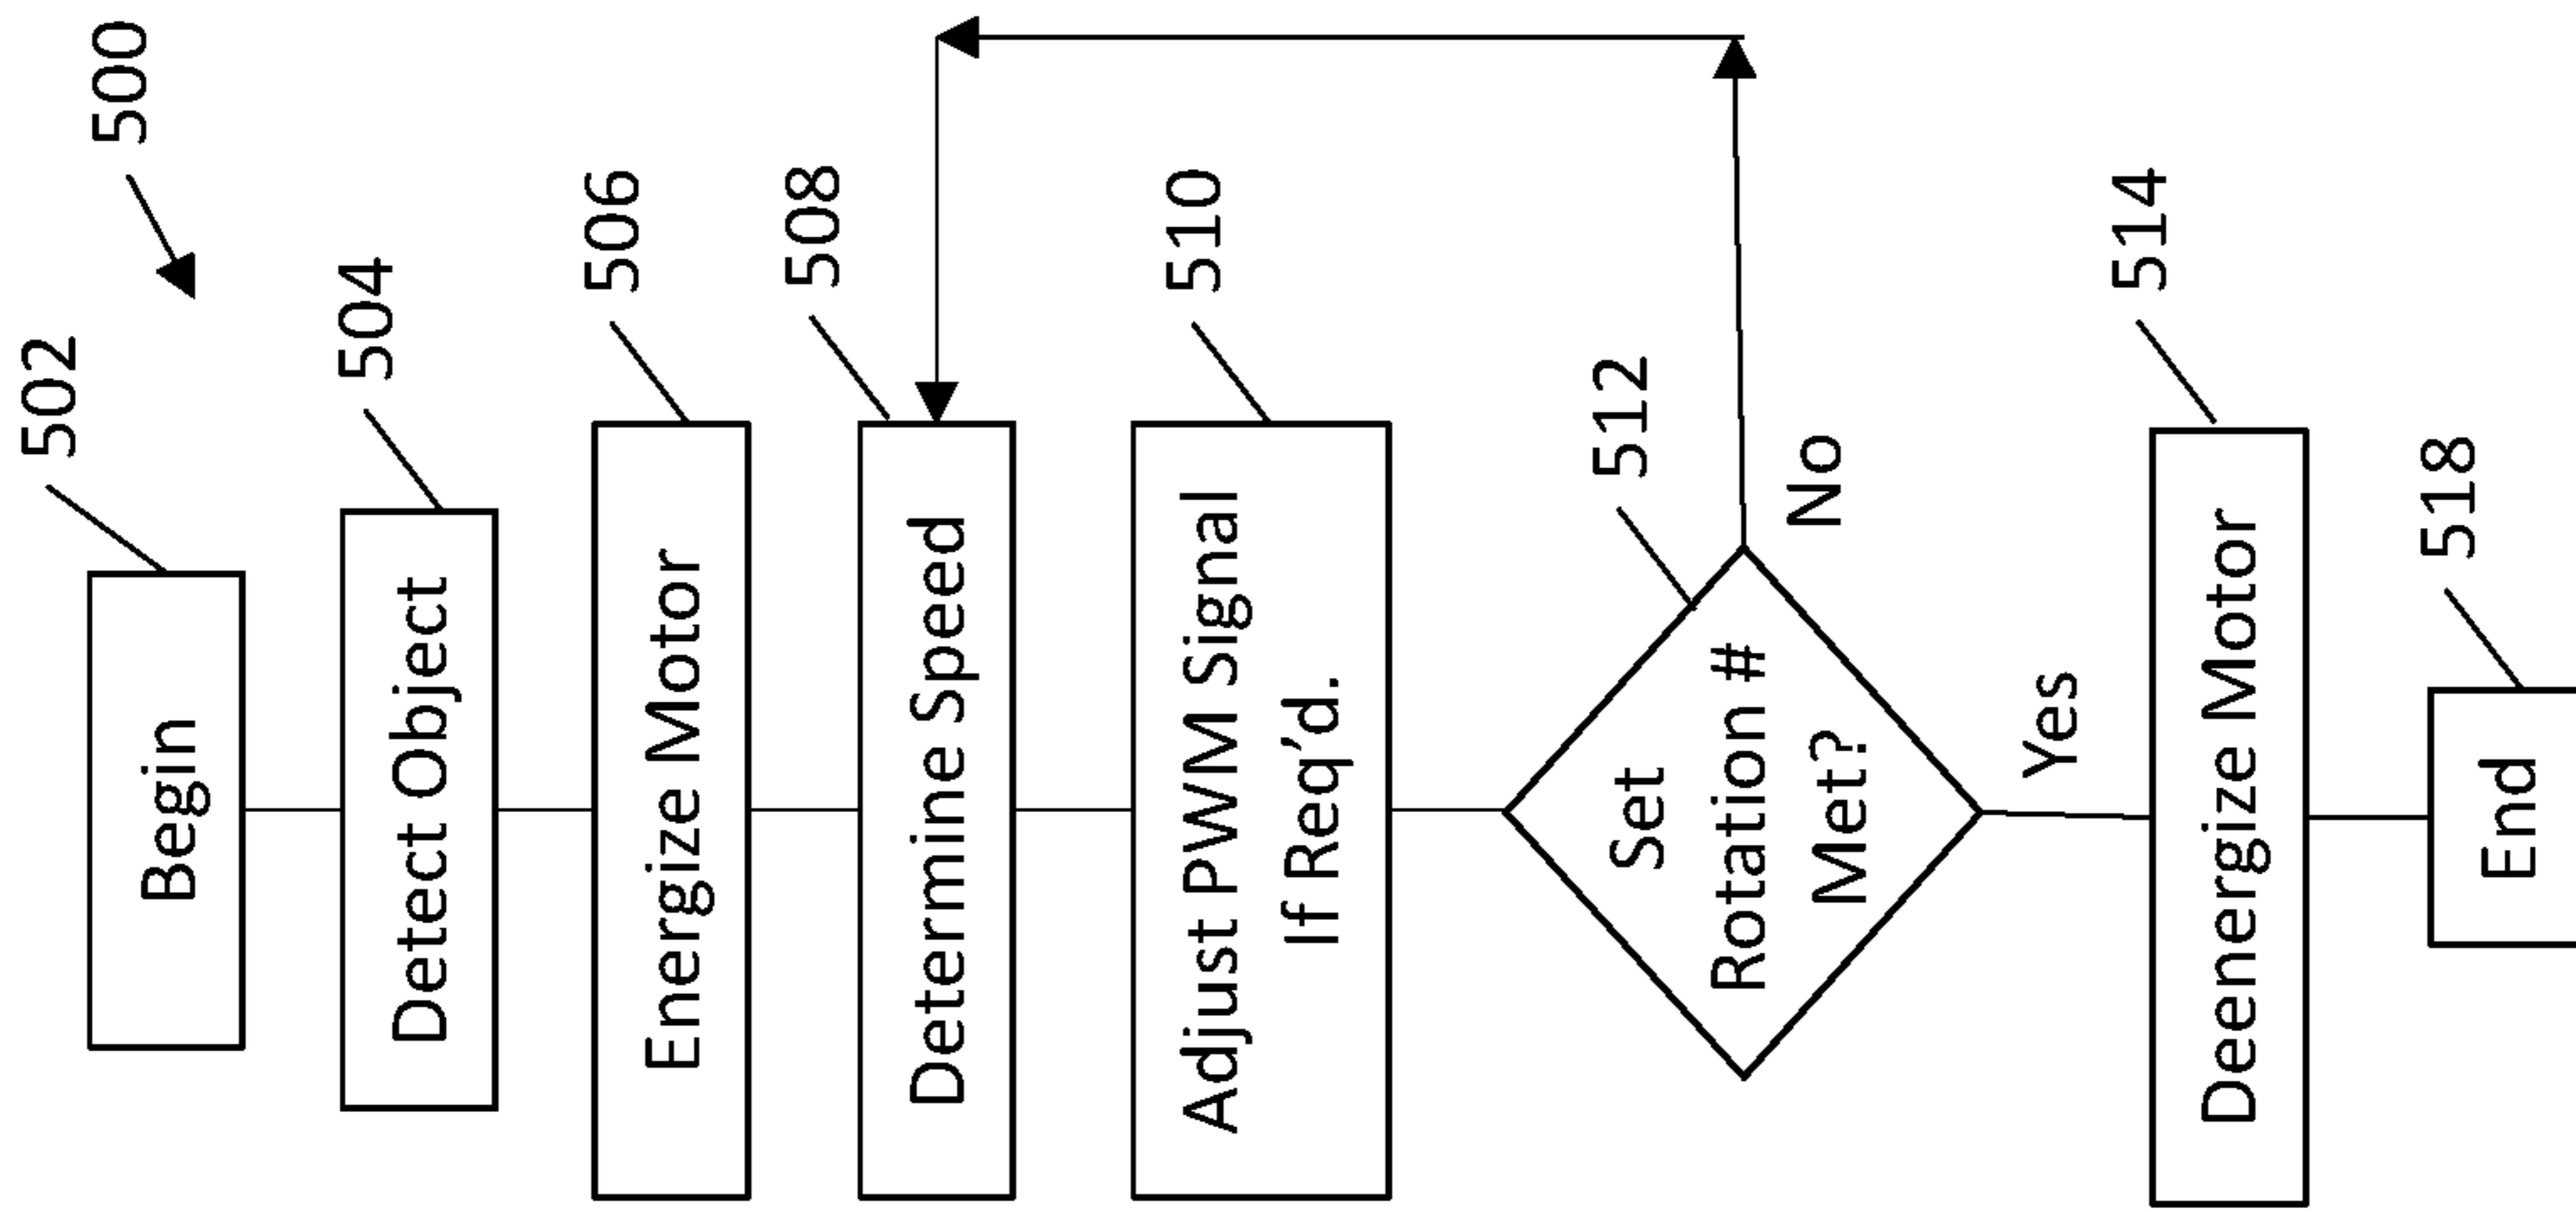 500
502
Begin
504
Detect Object
506
Energize Motor
508
Determine Speed
510
Adjust PWM Signal
If Req’d.
512
Set
Rotation #
Met?
No
Yes
514
Deenergize Motor
518
End